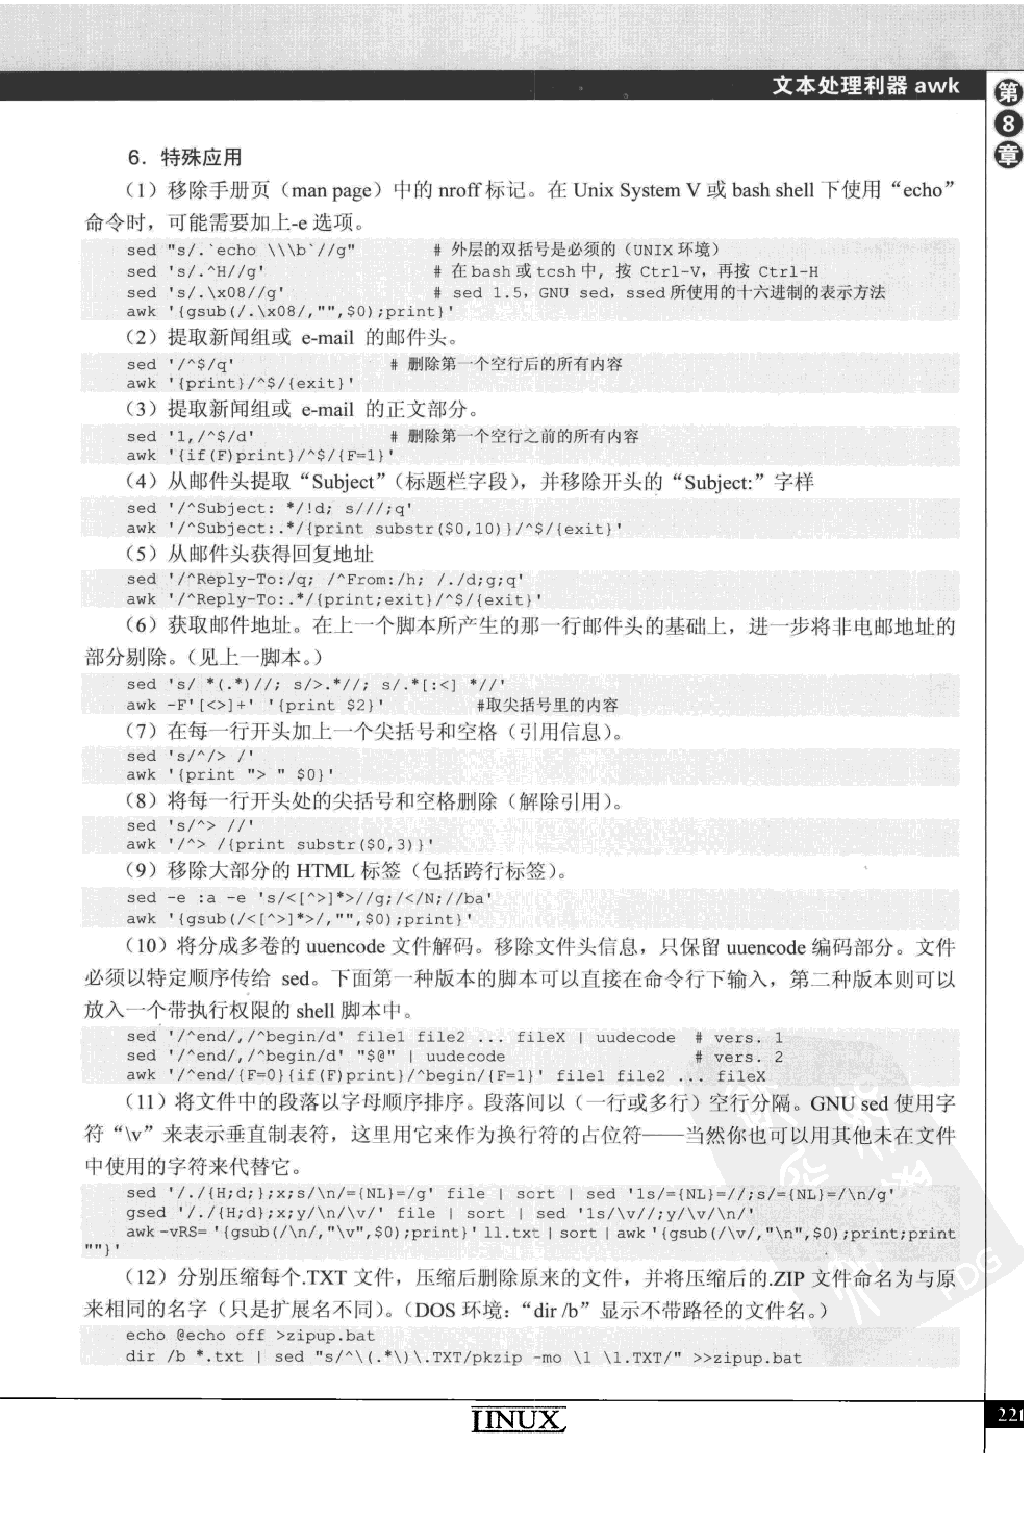 文本处理利器 awk
第
8
章
6．特殊应用
（1）移除手册页（man page）中的 nroff 标记。在 Unix System V 或 bash shell 下使用“echo”
命令时，可能需要加上-e 选项。
sed "s/.`echo \\\b`//g" # 外层的双括号是必须的（UNIX 环境）
sed 's/.^H//g' # 在 bash 或 tcsh 中, 按 Ctrl-V, 再按 Ctrl-H
sed 's/.\x08//g' # sed 1.5, GNU sed, ssed 所使用的十六进制的表示方法
awk '{gsub(/.\x08/,"",$0);print}'
（2）提取新闻组或 e-mail 的邮件头。
sed '/^$/q' # 删除第一个空行后的所有内容
awk '{print}/^$/{exit}'
（3）提取新闻组或 e-mail 的正文部分。
sed '1,/^$/d' # 删除第一个空行之前的所有内容
awk '{if(F)print}/^$/{F=1}'
（4）从邮件头提取“Subject”（标题栏字段），并移除开头的“Subject:”字样
sed '/^Subject: */!d; s///;q'
awk '/^Subject:.*/{print substr($0,10)}/^$/{exit}'
（5）从邮件头获得回复地址
sed '/^Reply-To:/q; /^From:/h; /./d;g;q'
awk '/^Reply-To:.*/{print;exit}/^$/{exit}'
（6）获取邮件地址。在上一个脚本所产生的那一行邮件头的基础上，进一步将非电邮地址的
部分剔除。（见上一脚本。）
sed 's/ *(.*)//; s/>.*//; s/.*[:<] *//'
awk -F'[<>]+' '{print $2}' #取尖括号里的内容
（7）在每一行开头加上一个尖括号和空格（引用信息）。
sed 's/^/> /'
awk '{print "> " $0}'
（8）将每一行开头处的尖括号和空格删除（解除引用）。
sed 's/^> //'
awk '/^> /{print substr($0,3)}'
（9）移除大部分的 HTML 标签（包括跨行标签）。
sed -e :a -e 's/<[^>]*>//g;/</N;//ba'
awk '{gsub(/<[^>]*>/,"",$0);print}'
（10）将分成多卷的 uuencode 文件解码。移除文件头信息，只保留 uuencode 编码部分。文件
必须以特定顺序传给 sed。下面第一种版本的脚本可以直接在命令行下输入，第二种版本则可以
放入一个带执行权限的 shell 脚本中。
sed '/^end/,/^begin/d' file1 file2 ... fileX | uudecode # vers. 1
sed '/^end/,/^begin/d' "$@" | uudecode # vers. 2
awk '/^end/{F=0}{if(F)print}/^begin/{F=1}' file1 file2 ... fileX
（11）将文件中的段落以字母顺序排序。段落间以（一行或多行）空行分隔。GNU sed 使用字
符“\v”来表示垂直制表符，这里用它来作为换行符的占位符——当然你也可以用其他未在文件
中使用的字符来代替它。
sed '/./{H;d;};x;s/\n/={NL}=/g' file | sort | sed '1s/={NL}=//;s/={NL}=/\n/g'
gsed '/./{H;d};x;y/\n/\v/' file | sort | sed '1s/\v//;y/\v/\n/'
awk -vRS= '{gsub(/\n/,"\v",$0);print}' ll.txt | sort | awk '{gsub(/\v/,"\n",$0);print;print
""}'
（12）分别压缩每个.TXT 文件，压缩后删除原来的文件，并将压缩后的.ZIP 文件命名为与原
来相同的名字（只是扩展名不同）。（DOS 环境：“dir /b”显示不带路径的文件名。）
echo @echo off >zipup.bat
dir /b *.txt | sed "s/^\(.*\)\.TXT/pkzip -mo \1 \1.TXT/" >>zipup.bat
LINUX
221